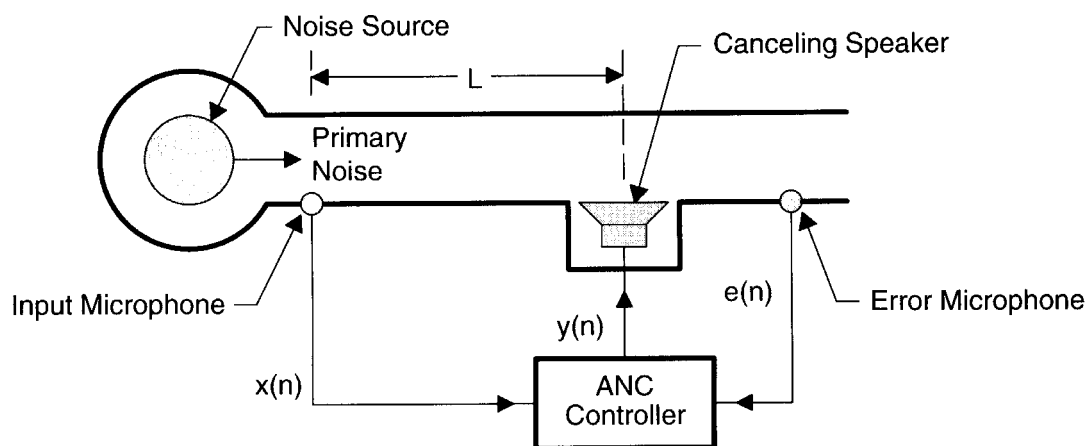 Noise Source
Canceling Speaker
L
Primary
Noise
Input Microphone
e(n)
Error Microphone
y(n)
x(n)
ANC
Controller